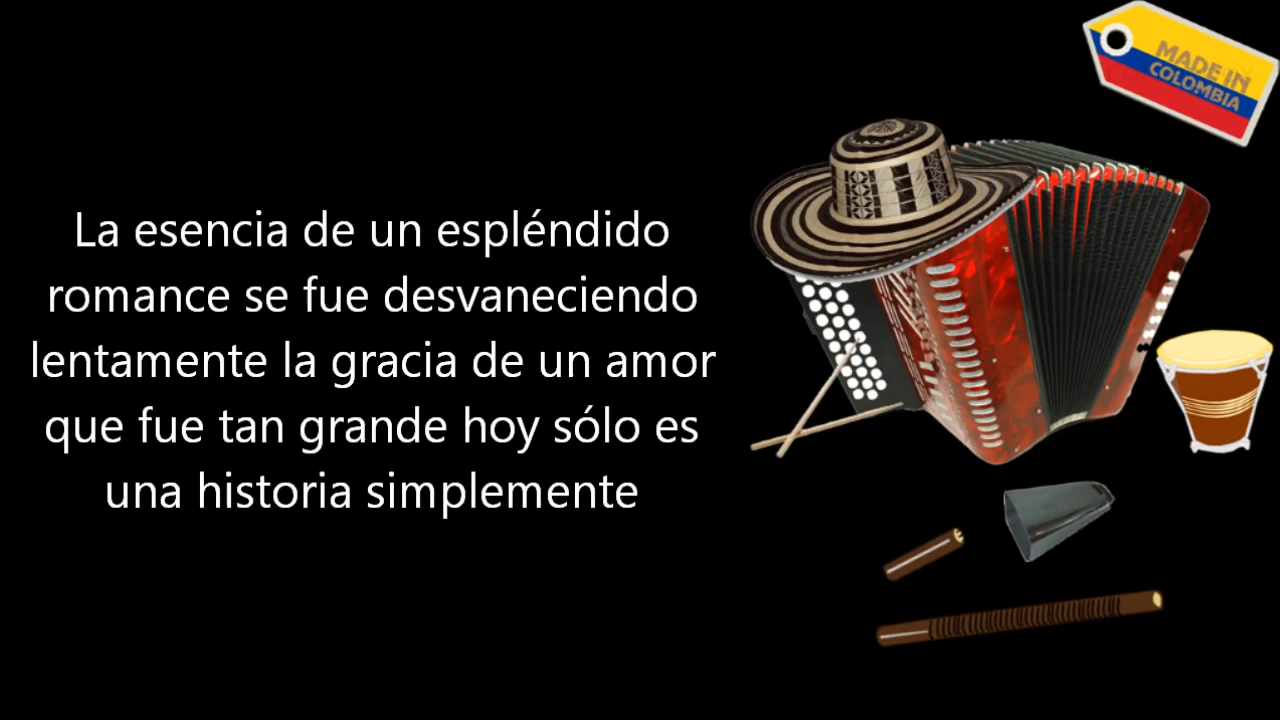 MADE IN
COLOMBIA
La esencia de un espléndido
romance se fue desvaneciendo
lentamente la gracia de un amor
que fue tan grande hoy sólo es
una historia simplemente